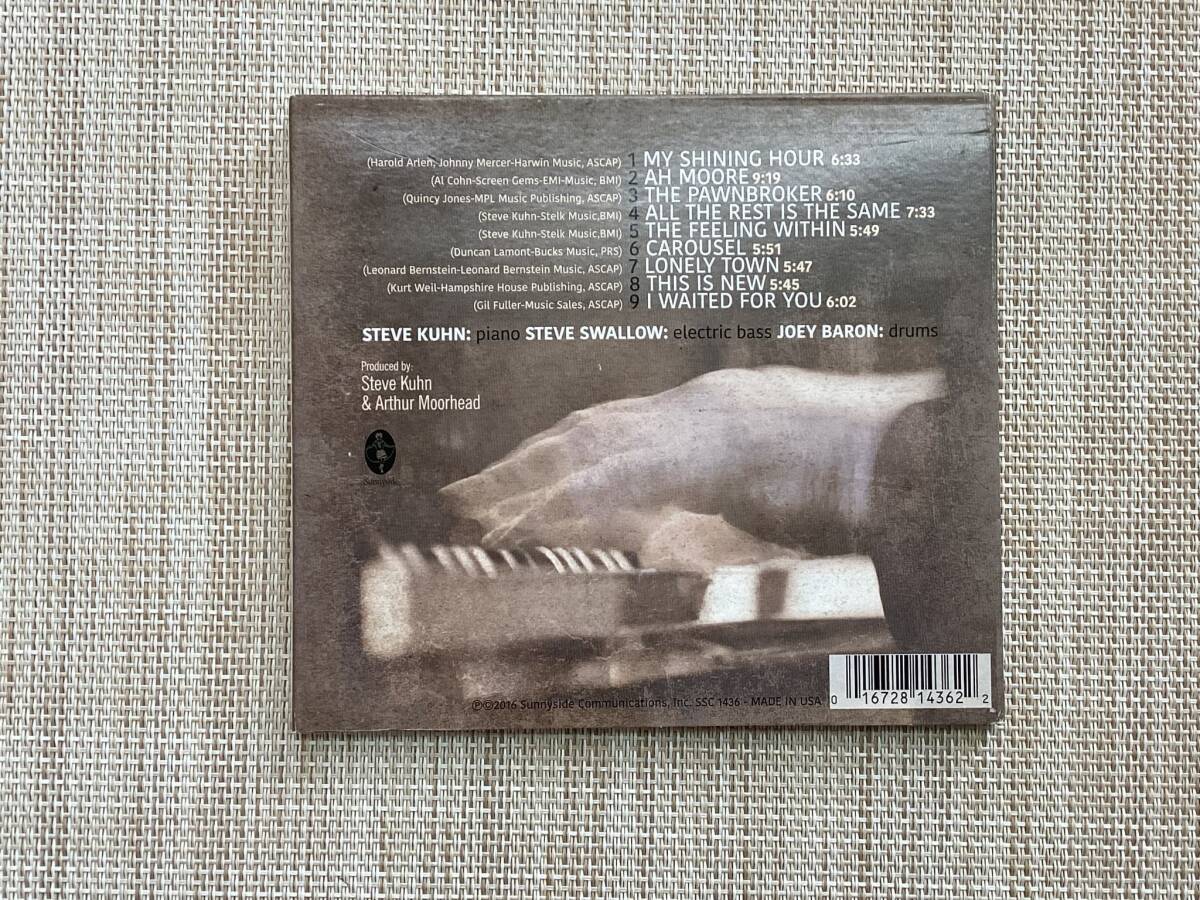 (Harold Arlen, Johnny Mercer-Harwin Music, ASCAP) 1 MY SHINING HOUR 6:33
(Al Cohn-Screen Gems-EMI-Music, BMI) 2 AH MOORE 9:19
(Quincy Jones-MPL Music Publishing, ASCAP) 3 THE PAWNBROKER 6:10
(Steve Kuhn-Stelk Music,BMI) 4 ALL THE REST IS THE SAME 7:33
(Steve Kuhn-Stelk Music,BMI) 5 THE FEELING WITHIN 5:49
(Duncan Lamont-Bucks Music, PRS) 6 CAROUSEL 5:51
(Leonard Bernstein-Leonard Bernstein Music, ASCAP) 7 LONELY TOWN 5:47
(Kurt Weil-Hampshire House Publishing, ASCAP) 8 THIS IS NEW 5:45
(Gil Fuller-Music Sales, ASCAP) 9 I WAITED FOR YOU 6:02
STEVE KUHN: piano STEVE SWALLOW: electric bass JOEY BARON: drums
Produced by:
Steve Kuhn
& Arthur Moorhead
Sunnyside
℗©2016 Sunnyside Communications, Inc. SSC 1436 - MADE IN USA
0 16728 14362 2